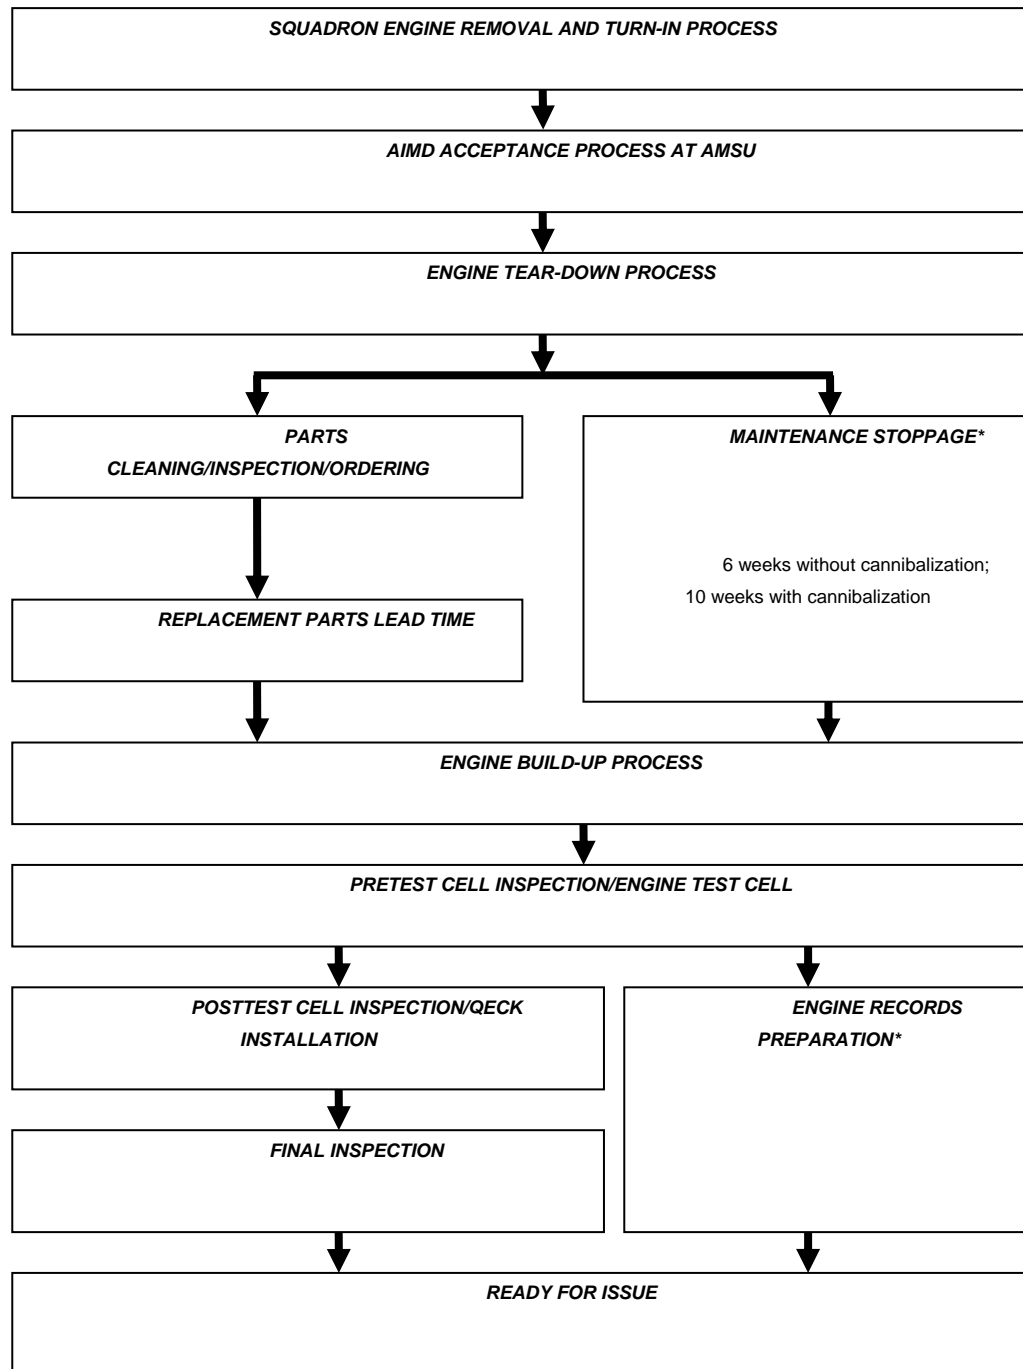 SQUADRON ENGINE REMOVAL AND TURN-IN PROCESS
AIMD ACCEPTANCE PROCESS AT AMSU
ENGINE TEAR-DOWN PROCESS
PARTS
CLEANING/INSPECTION/ORDERING
MAINTENANCE STOPPAGE*
6 weeks without cannibalization;
10 weeks with cannibalization
REPLACEMENT PARTS LEAD TIME
ENGINE BUILD-UP PROCESS
PRETEST CELL INSPECTION/ENGINE TEST CELL
POSTTEST CELL INSPECTION/QECK
INSTALLATION
ENGINE RECORDS
PREPARATION*
FINAL INSPECTION
READY FOR ISSUE